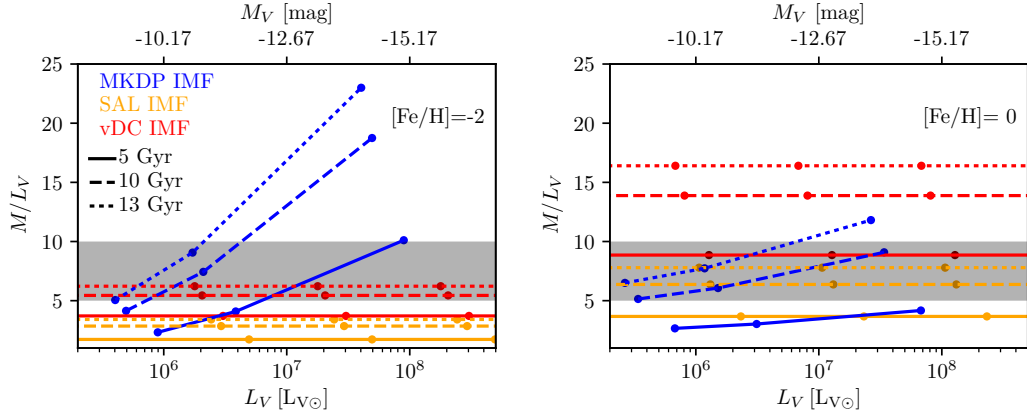 M_V [mag]
-10.17 -12.67 -15.17
25
20
15
10
5
M/L_V
MKDP IMF
SAL IMF
vDC IMF
5 Gyr
10 Gyr
13 Gyr
[Fe/H]=-2
10^6 10^7 10^8
L_V [L_V⊙]
M_V [mag]
-10.17 -12.67 -15.17
25
20
15
10
5
M/L_V
[Fe/H]= 0
10^6 10^7 10^8
L_V [L_V⊙]